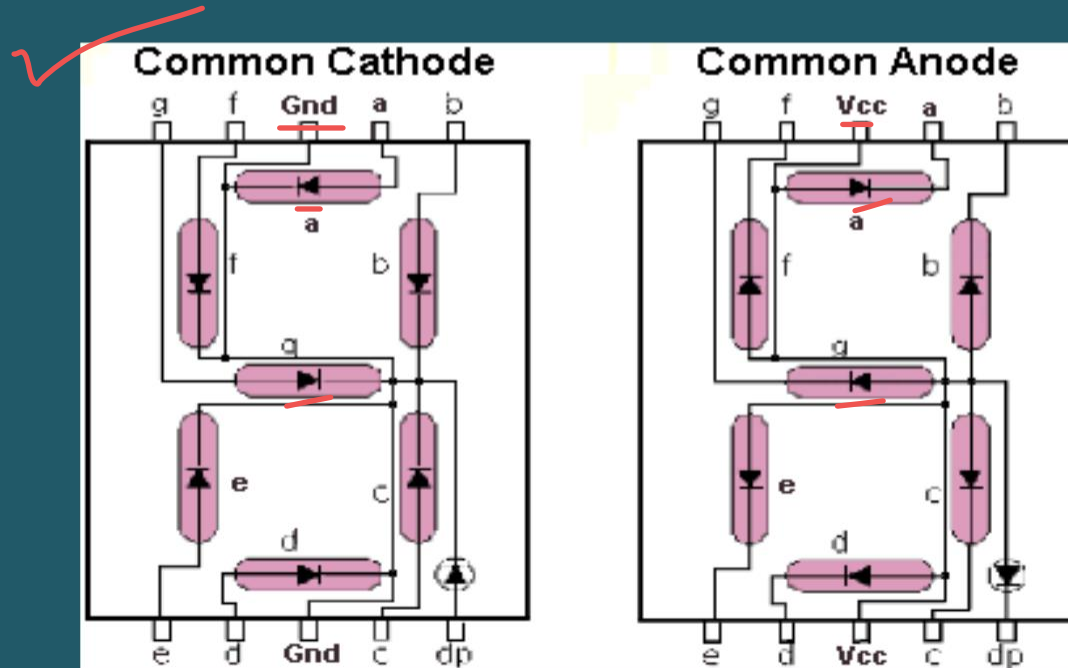 Common Cathode
g f Gnd a b
a
f b
g
e c
d
e d Gnd c dp
Common Anode
g f Vcc a b
a
f b
g
e c
d
e d Vcc c dp